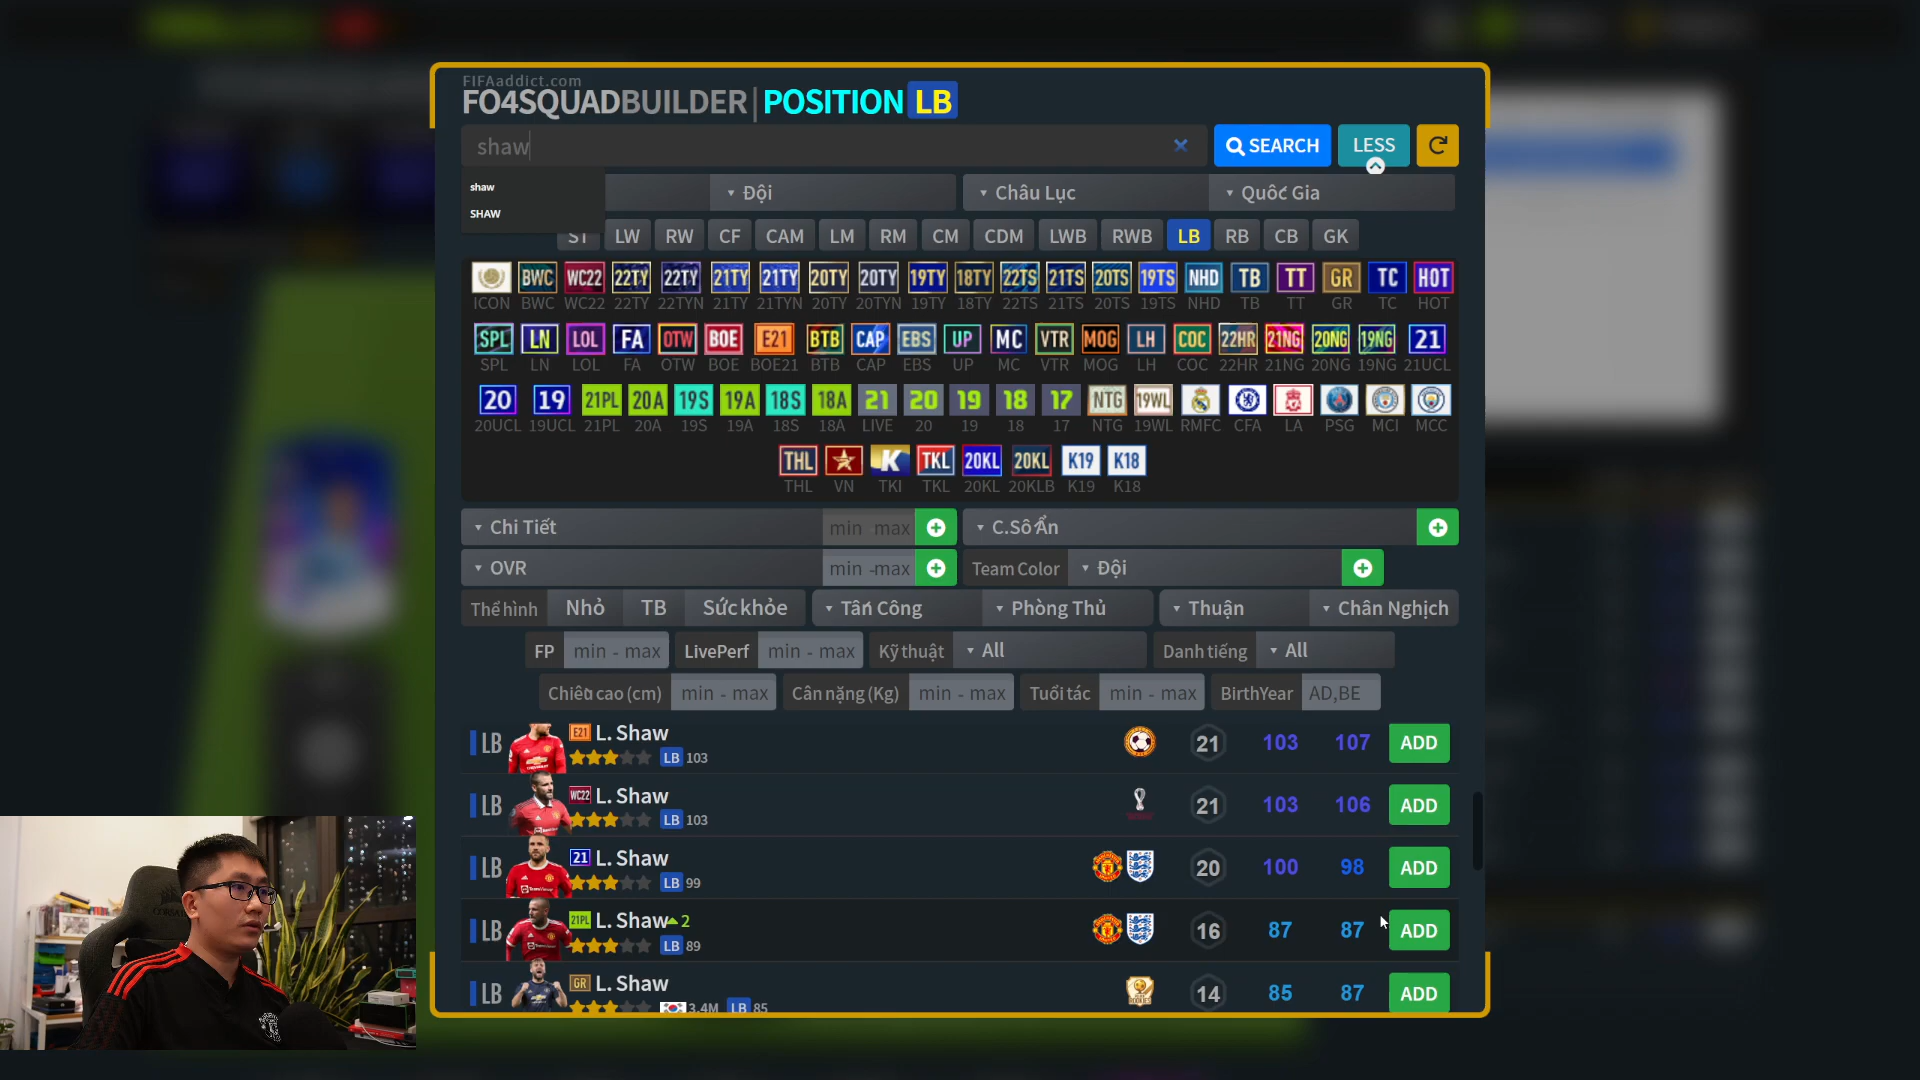 FIFAaddict.com
FO4SQUADBUILDER | POSITION LB
shaw SEARCH LESS
shaw
SHAW
Đội Châu Lục Quốc Gia
ST LW RW CF CAM LM RM CM CDM LWB RWB LB RB CB GK
BWC WC22 22TY 22TY 21TY 21TY 20TY 20TY 19TY 18TY 22TS 21TS 20TS 19TS NHD TB TT GR TC HOT
ICON BWC WC22 22TY 22TYN 21TY 21TYN 20TY 20TYN 19TY 18TY 22TS 21TS 20TS 19TS NHD TB TT GR TC HOT
SPL LN LOL FA OTW BOE E21 BTB CAP EBS UP MC VTR MOG LH COC 22HR 21NG 20NG 19NG 21
SPL LN LOL FA OTW BOE BOE21 BTB CAP EBS UP MC VTR MOG LH COC 22HR 21NG 20NG 19NG 21UCL
20 19 21PL 20A 19S 19A 18S 18A 21 20 19 18 17 NTG 19WL
20UCL 19UCL 21PL 20A 19S 19A 18S 18A LIVE 20 19 18 17 NTG 19WL RMFC CFA LA PSG MCI MCC
THL K TKL 20KL 20KL K19 K18
THL VN TKI TKL 20KL 20KLB K19 K18
Chi Tiết min max C.Số Ẩn
OVR min -max Team Color Đội
Thể hình Nhỏ TB Sức khỏe Tấn Công Phòng Thủ Thuận Chân Nghịch
FP min - max LivePerf min - max Kỹ thuật All Danh tiếng All
Chiều cao (cm) min - max Cân nặng (Kg) min - max Tuổi tác min - max BirthYear AD,BE
LB E21 L. Shaw 21 103 107 ADD
LB 103
LB WC22 L. Shaw 21 103 106 ADD
LB 103
LB 21 L. Shaw 20 100 98 ADD
LB 99
LB 21PL L. Shaw 2 16 87 87 ADD
LB 89
LB GR L. Shaw 14 85 87 ADD
3.4M LB 85